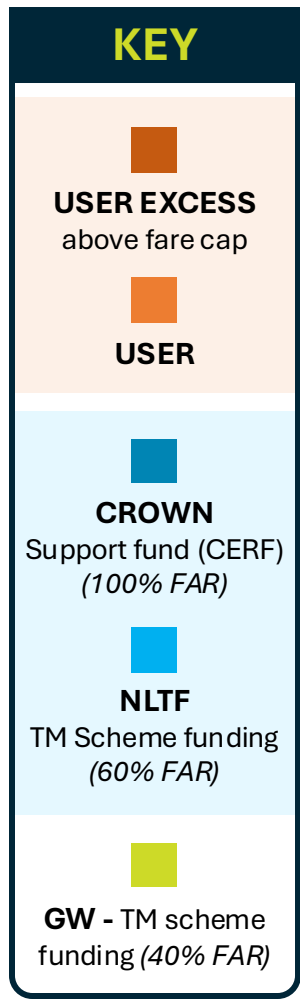 KEY
USER EXCESS
above fare cap
USER
CROWN
Support fund (CERF)
(100% FAR)
NLTF
TM Scheme funding
(60% FAR)
GW - TM scheme
funding (40% FAR)